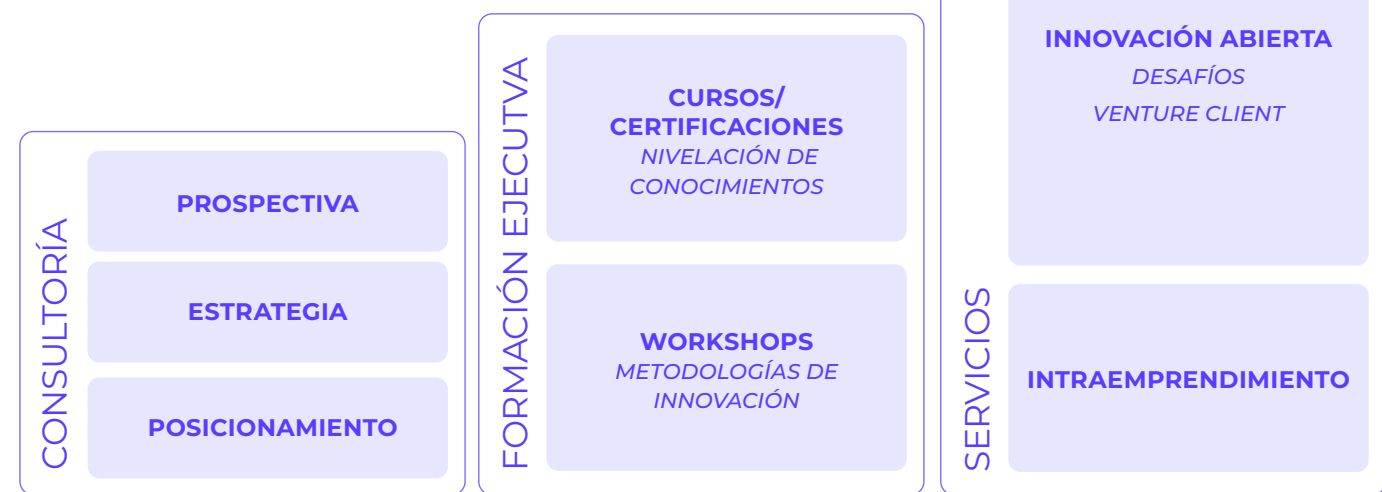 CONSULTORÍA
PROSPECTIVA
ESTRATEGIA
POSICIONAMIENTO
FORMACIÓN EJECUTVA
CURSOS/
CERTIFICACIONES
NIVELACIÓN DE
CONOCIMIENTOS
WORKSHOPS
METODOLOGÍAS DE
INNOVACIÓN
SERVICIOS
INNOVACIÓN ABIERTA
DESAFÍOS
VENTURE CLIENT
INTRAEMPRENDIMIENTO